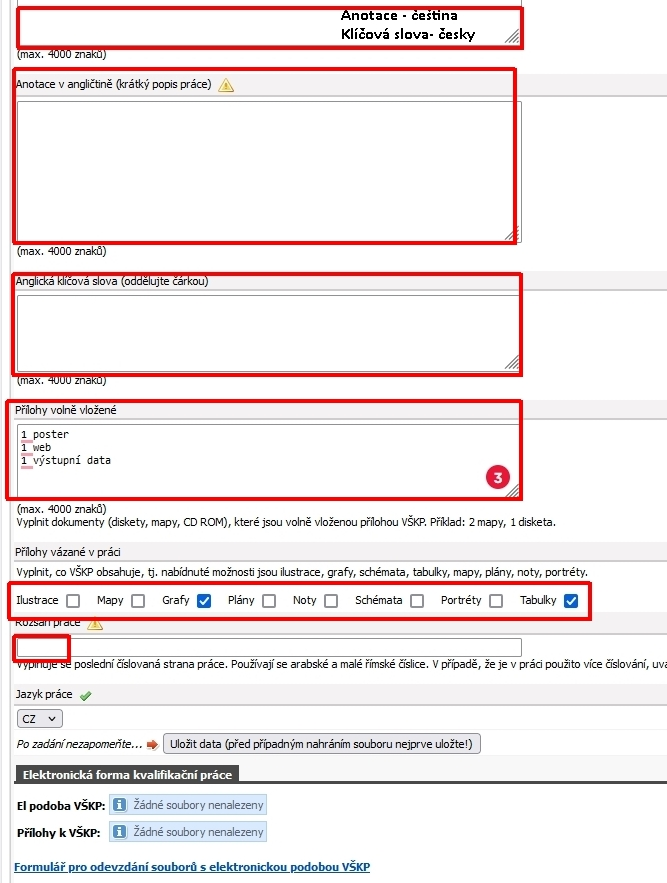 Anotace - čeština
Klíčová slova- česky
(max. 4000 znaků)
Anotace v angličtině (krátký popis práce)
(max. 4000 znaků)
Anglická klíčová slova (oddělujte čárkou)
(max. 4000 znaků)
Přílohy volně vložené
1 poster
1 web
1 výstupní data
3
(max. 4000 znaků)
Vyplnit dokumenty (diskety, mapy, CD ROM), které jsou volně vloženou přílohou VŠKP. Příklad: 2 mapy, 1 disketa.
Přílohy vázané v práci
Vyplnit, co VŠKP obsahuje, tj. nabídnuté možnosti jsou ilustrace, grafy, schémata, tabulky, mapy, plány, noty, portréty.
Ilustrace Mapy Grafy Plány Noty Schémata Portréty Tabulky
Rozsah práce
Vyplňuje se poslední číslovaná strana práce. Používají se arabské a malé římské číslice. V případě, že je v práci použito více číslování, uva
Jazyk práce
CZ
Po zadání nezapomeňte... Uložit data (před případným nahráním souboru nejprve uložte!)
Elektronická forma kvalifikační práce
El podoba VŠKP: Žádné soubory nenalezeny
Přílohy k VŠKP: Žádné soubory nenalezeny
Formulář pro odevzdání souborů s elektronickou podobou VŠKP